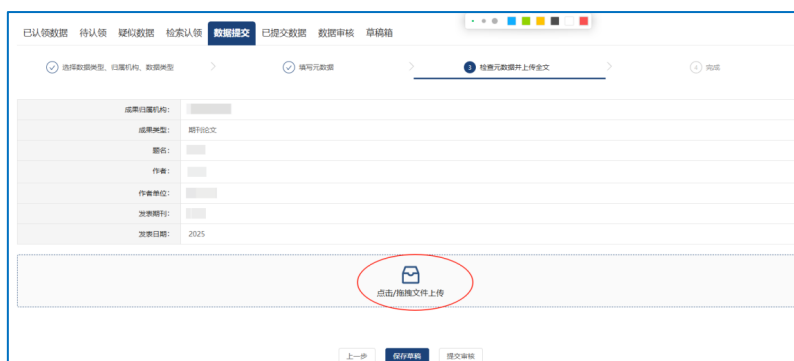 已认领数据 待认领 疑似数据 检索认领 数据提交 已提交数据 数据审核 草稿箱
选择数据类型、归属机构、数据类型 > 填写元数据 > 3 检查元数据并上传全文 > 4 完成
成果归属机构:
成果类型: 期刊论文
题名:
作者:
作者单位:
发表期刊:
发表日期: 2025
点击/拖拽文件上传
上一步 保存草稿 提交审核